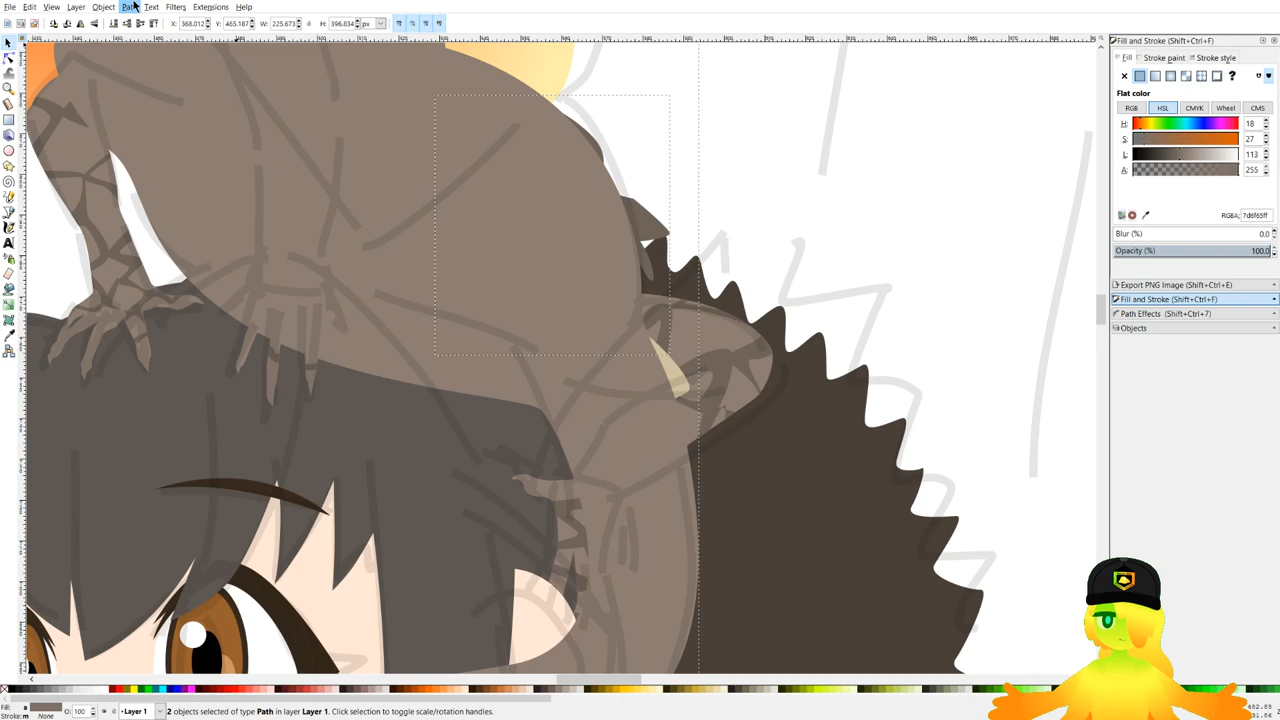 File Edit View Layer Object Path Text Filters Extensions Help
X: 368.012 Y: 465.187 W: 225.673 H: 396.834 px
Fill and Stroke (Shift+Ctrl+F)
Fill Stroke paint Stroke style
?
Flat color
RGB HSL CMYK Wheel CMS
H: 18
S: 27
L: 113
A: 255
RGBA: 7d6f65ff
Blur (%) 0.0
Opacity (%) 100.0
Export PNG Image (Shift+Ctrl+E)
Fill and Stroke (Shift+Ctrl+F)
Path Effects (Shift+Ctrl+7)
Objects
Fill: a
Stroke: m None O: 100 Layer 1 2 objects selected of type Path in layer Layer 1. Click selection to toggle scale/rotation handles.